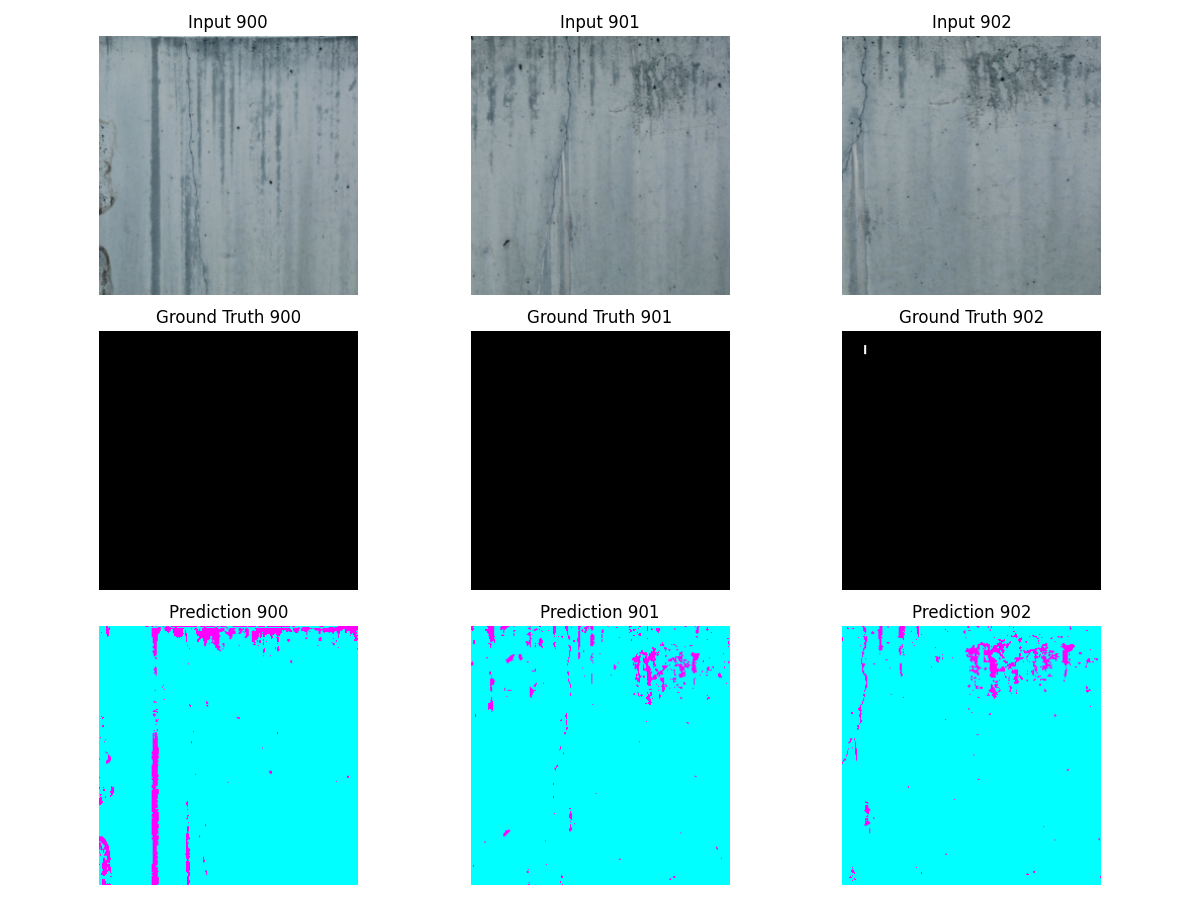 Input 900
Input 901
Input 902
Ground Truth 900
Ground Truth 901
Ground Truth 902
Prediction 900
Prediction 901
Prediction 902